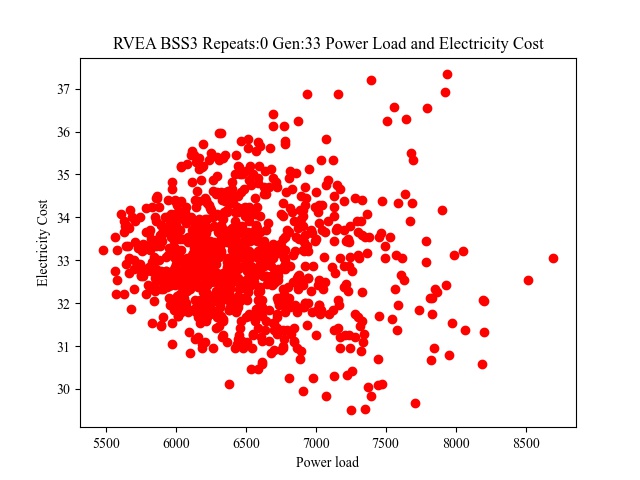 RVEA BSS3 Repeats:0 Gen:33 Power Load and Electricity Cost
37
36
35
34
33
32
31
30
Electricity Cost
5500 6000 6500 7000 7500 8000 8500
Power load